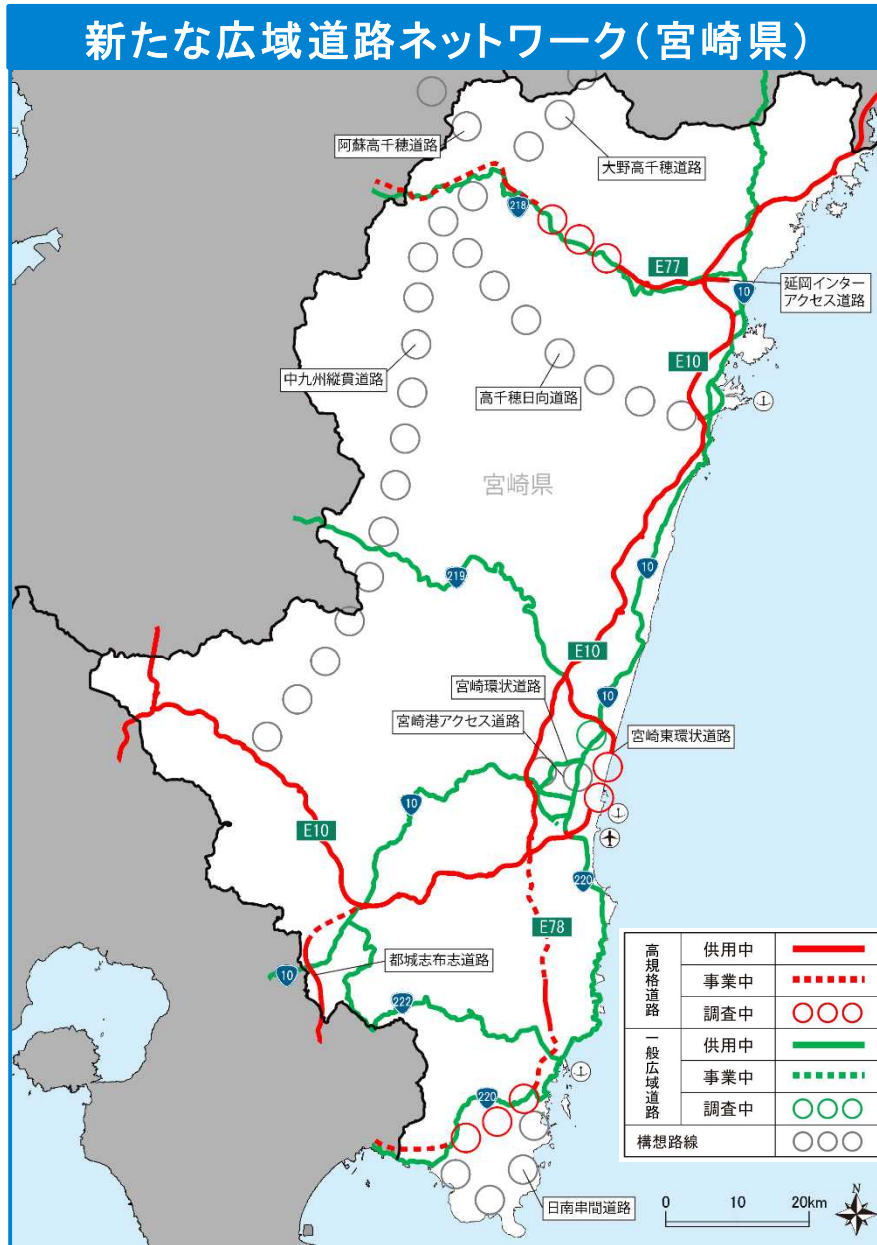 新たな広域道路ネットワーク(宮崎県)
阿蘇高千穂道路
大野高千穂道路
218
E77
延岡インター
アクセス道路
10
E10
中九州縦貫道路
高千穂日向道路
宮崎県
10
219
E10
宮崎環状道路
10
宮崎港アクセス道路
宮崎東環状道路
10
E10
220
E78
都城志布志道路
10
222
220
日南串間道路
高規格道路
供用中
事業中
調査中
一般広域道路
供用中
事業中
調査中
構想路線
0 10 20km
N